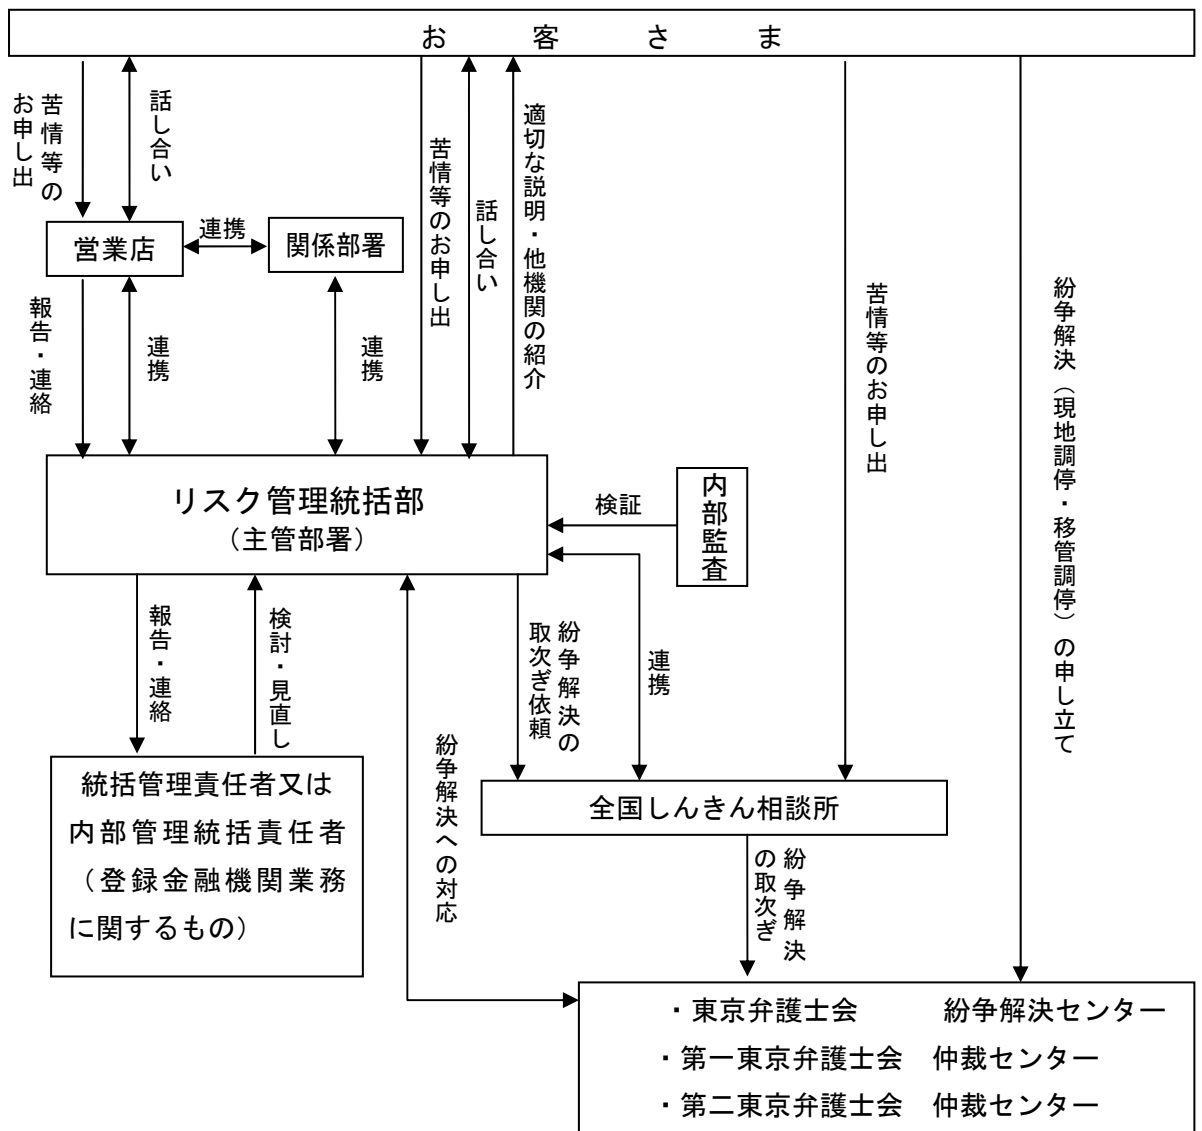 お客さま
苦情等の
お申し出
話し合い
苦情等のお申し出
話し合い
適切な説明・他機関の紹介
苦情等のお申し出
紛争解決（現地調停・移管調停）の申し立て
営業店
連携
関係部署
報告・連絡
連携
連携
リスク管理統括部
（主管部署）
検証
内部監査
報告・連絡
検討・見直し
紛争解決への対応
紛争解決の
取次ぎ依頼
連携
統括管理責任者又は
内部管理統括責任者
（登録金融機関業務
に関するもの）
全国しんきん相談所
紛争解決
の取次ぎ
・東京弁護士会　紛争解決センター
・第一東京弁護士会　仲裁センター
・第二東京弁護士会　仲裁センター